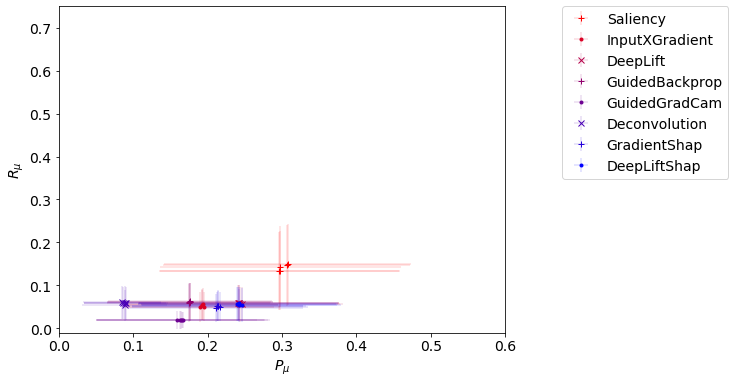 0.7
0.6
0.5
0.4
0.3
0.2
0.1
0.0
Rμ
0.0 0.1 0.2 0.3 0.4 0.5 0.6
Pμ
Saliency
InputXGradient
DeepLift
GuidedBackprop
GuidedGradCam
Deconvolution
GradientShap
DeepLiftShap